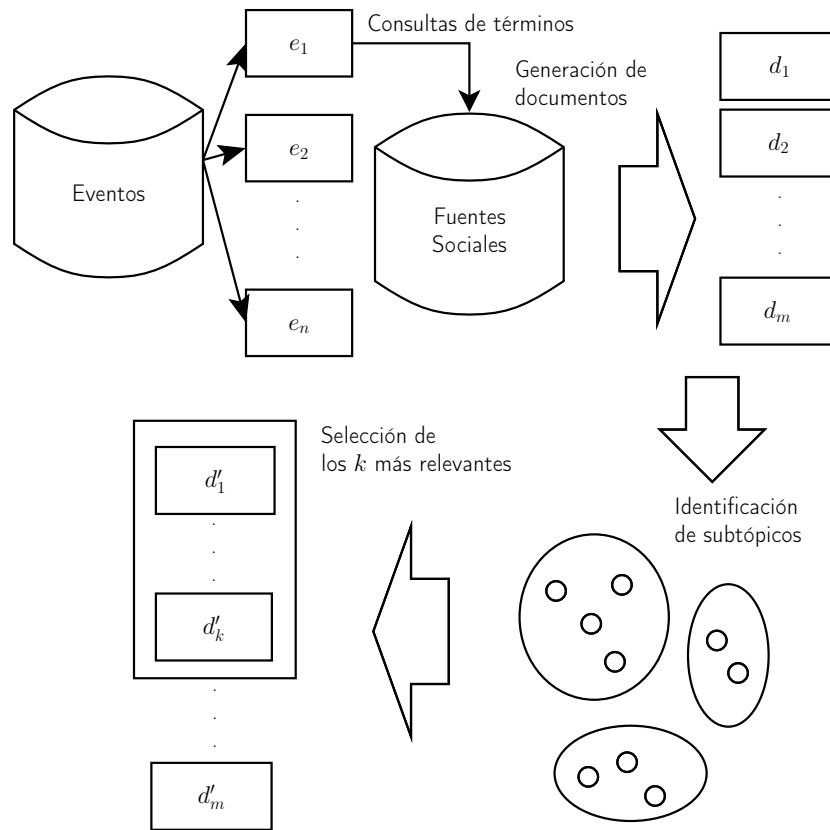 e₁
Consultas de términos
Generación de
documentos
d₁
e₂
d₂
Eventos
Fuentes
Sociales
eₙ
dₘ
Selección de
los k más relevantes
d′₁
Identificación
de subtópicos
d′ₖ
d′ₘ